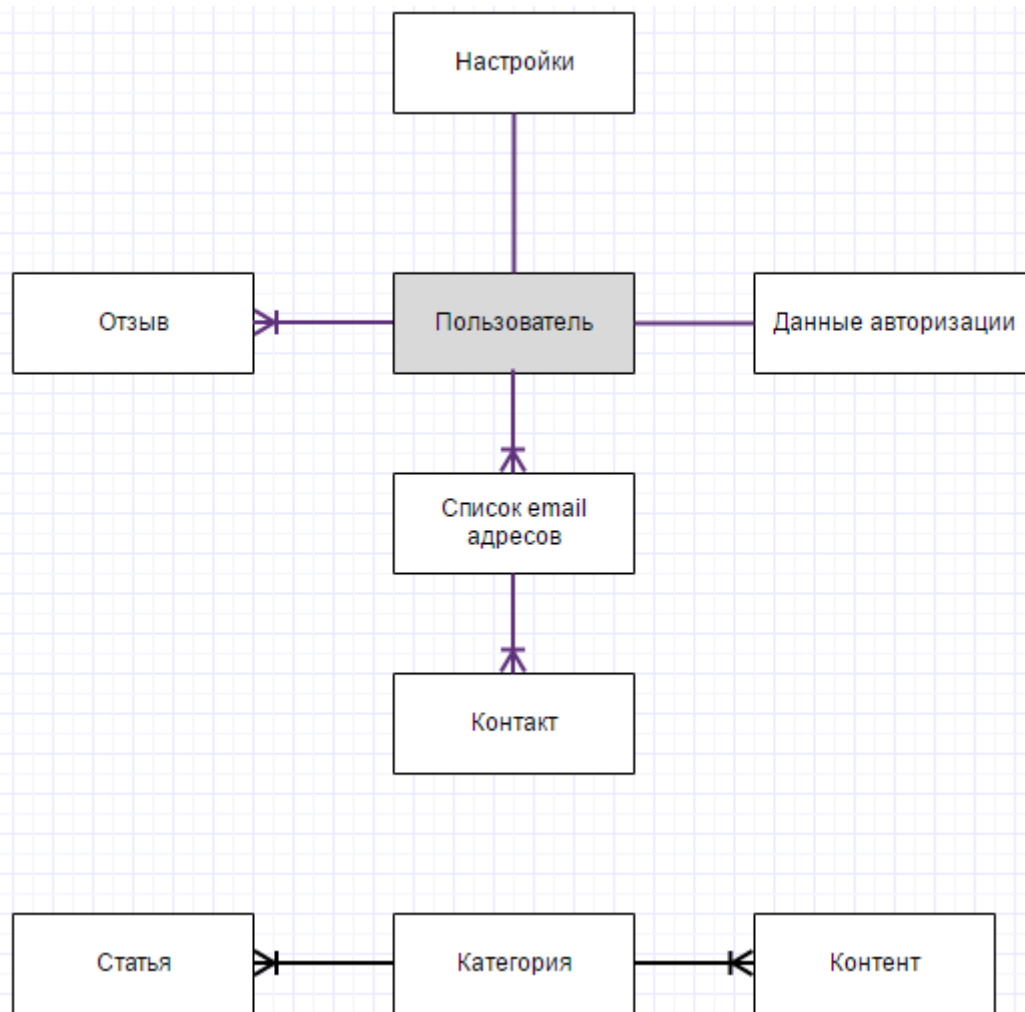 Настройки
Отзыв
Пользователь
Данные авторизации
Список email
адресов
Контакт
Статья
Категория
Контент